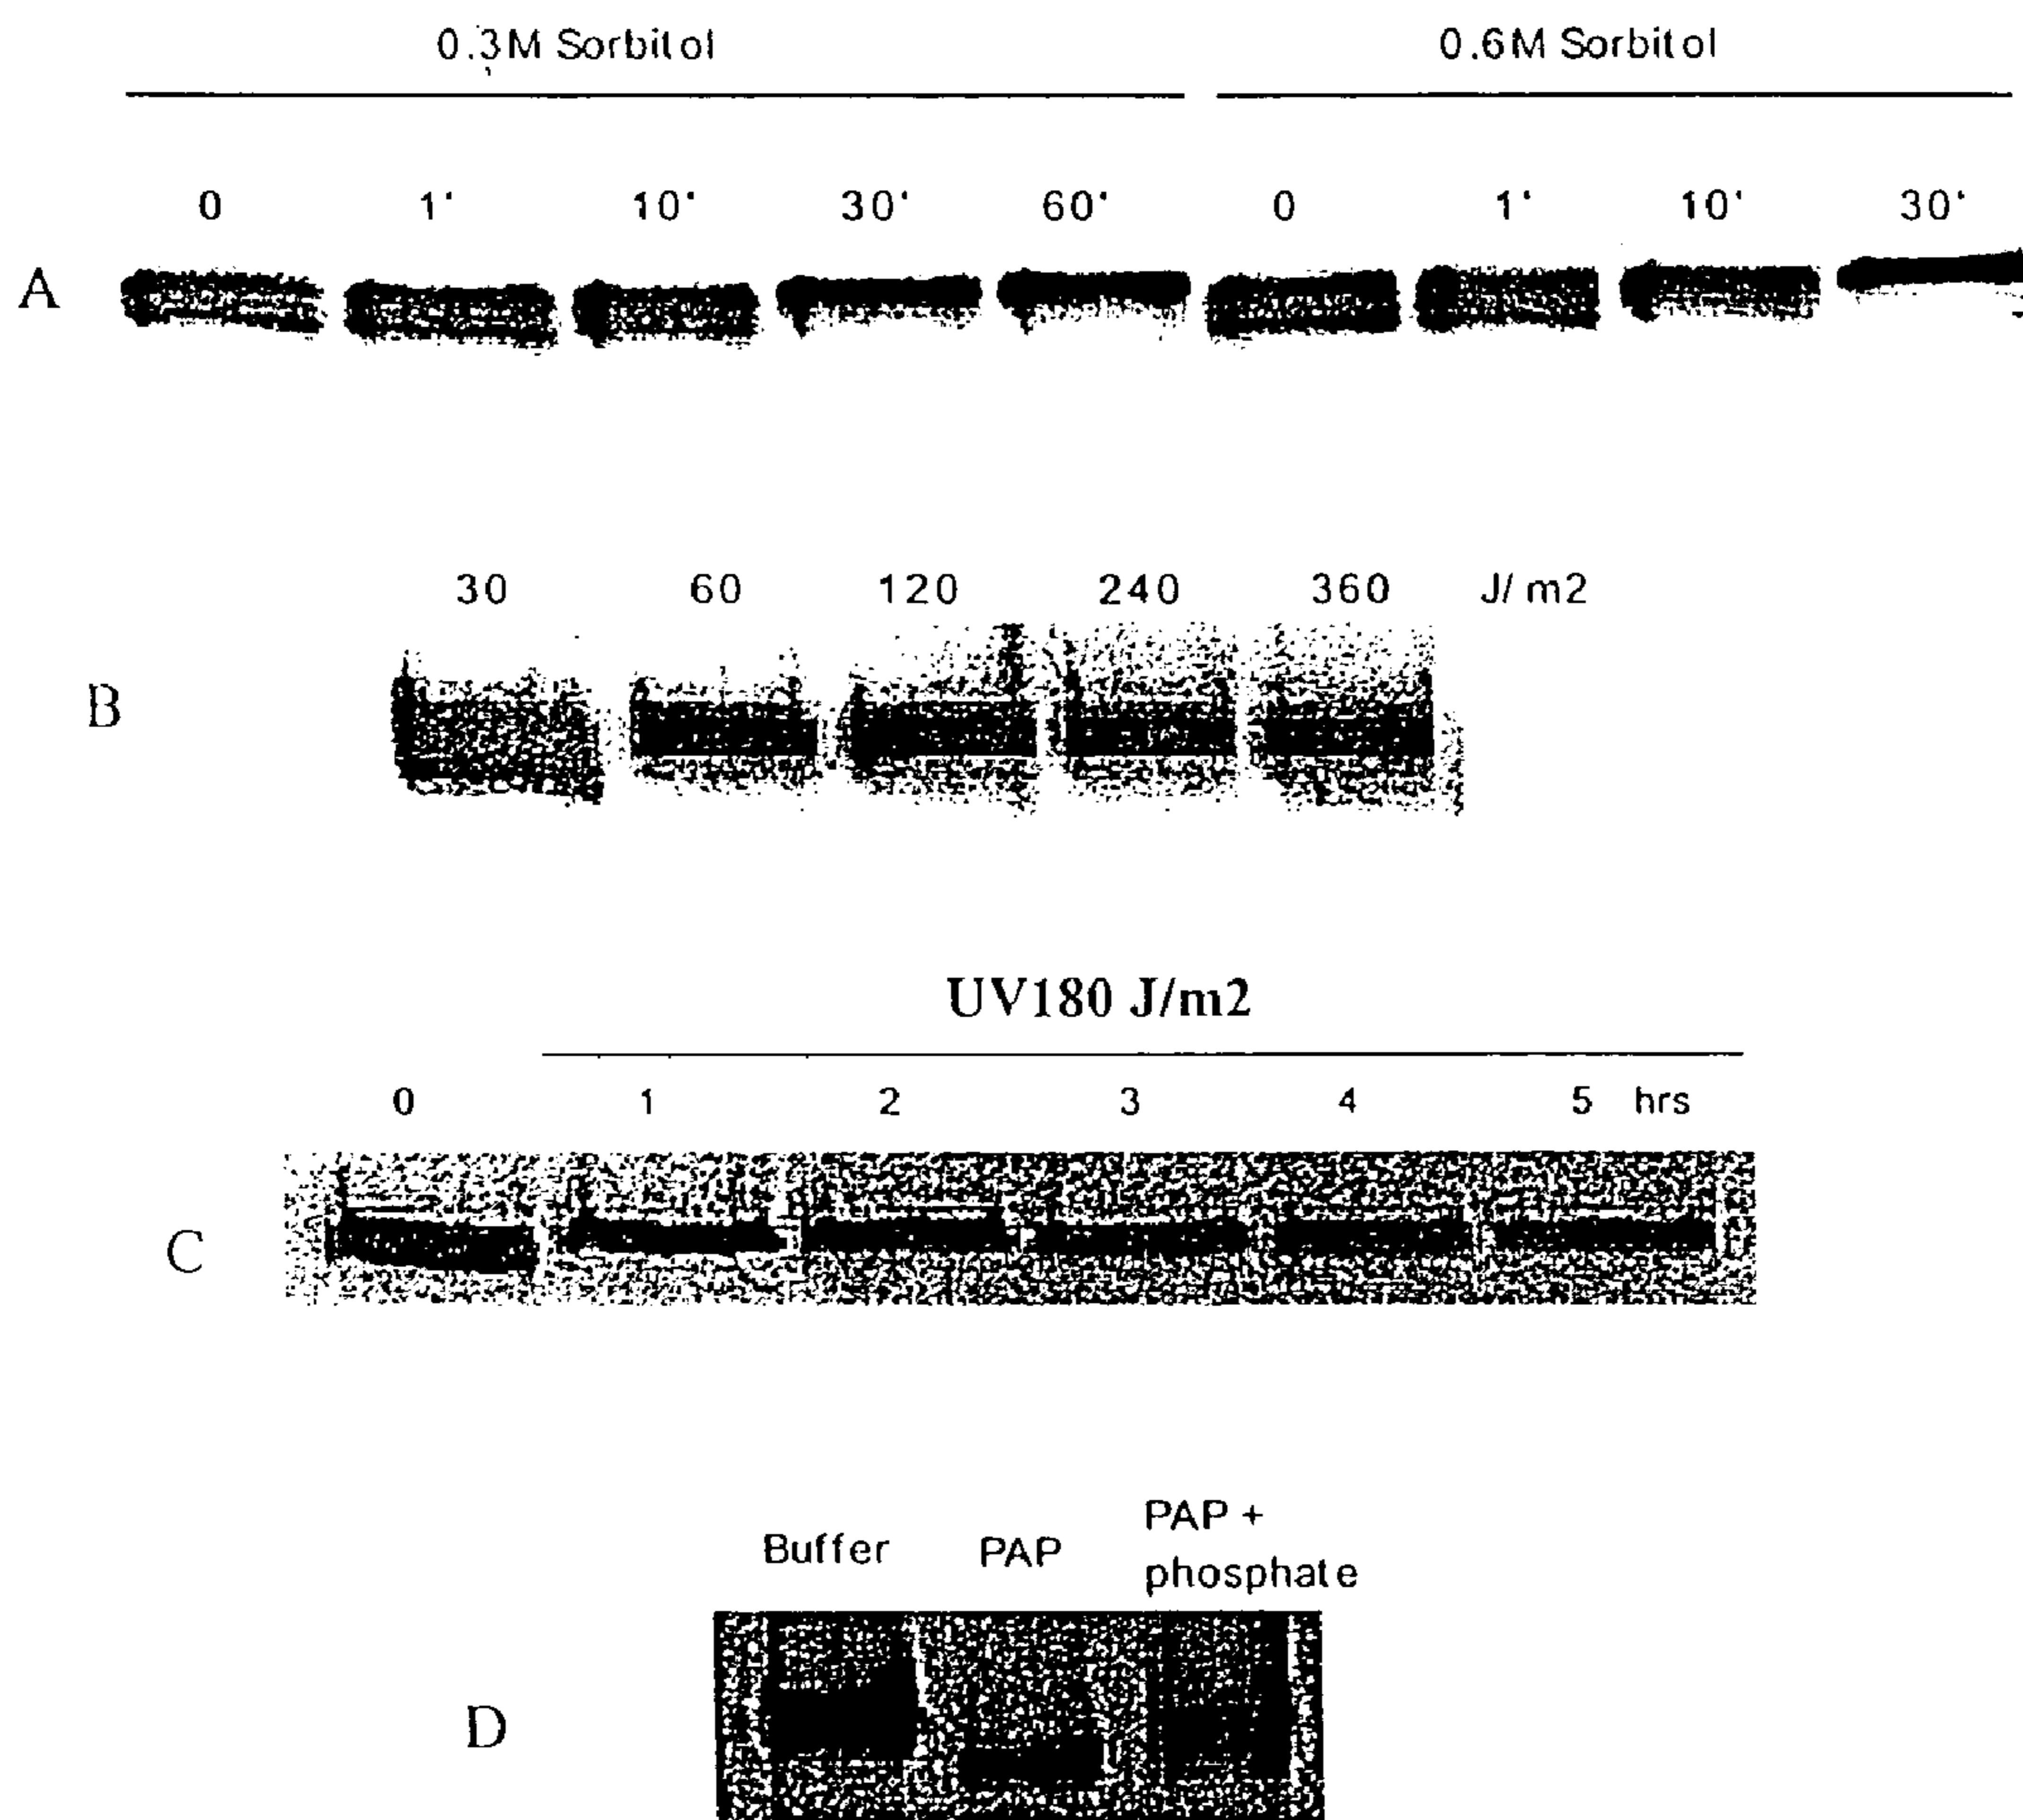 0.3M Sorbitol 0.6M Sorbitol
0 1' 10' 30' 60' 0 1' 10' 30'
A
30 60 120 240 360 J/m2
B
UV180 J/m2
0 1 2 3 4 5 hrs
C
Buffer PAP PAP +
phosphate
D